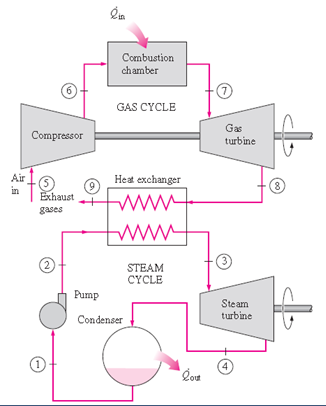 Q̇in
Combustion
chamber
6
7
GAS CYCLE
Compressor
Gas
turbine
Air
in
5
Exhaust
gases
9
Heat exchanger
8
2
3
STEAM
CYCLE
Pump
Condenser
Steam
turbine
1
4
Q̇out